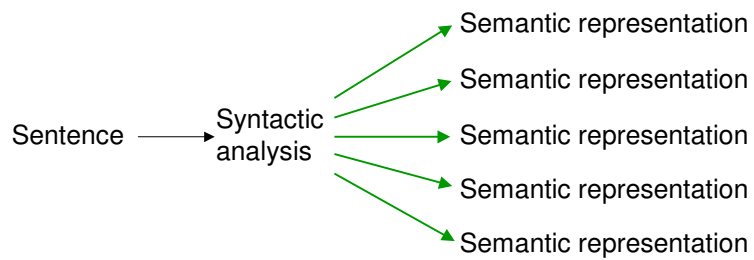 Sentence
Syntactic
analysis
Semantic representation
Semantic representation
Semantic representation
Semantic representation
Semantic representation